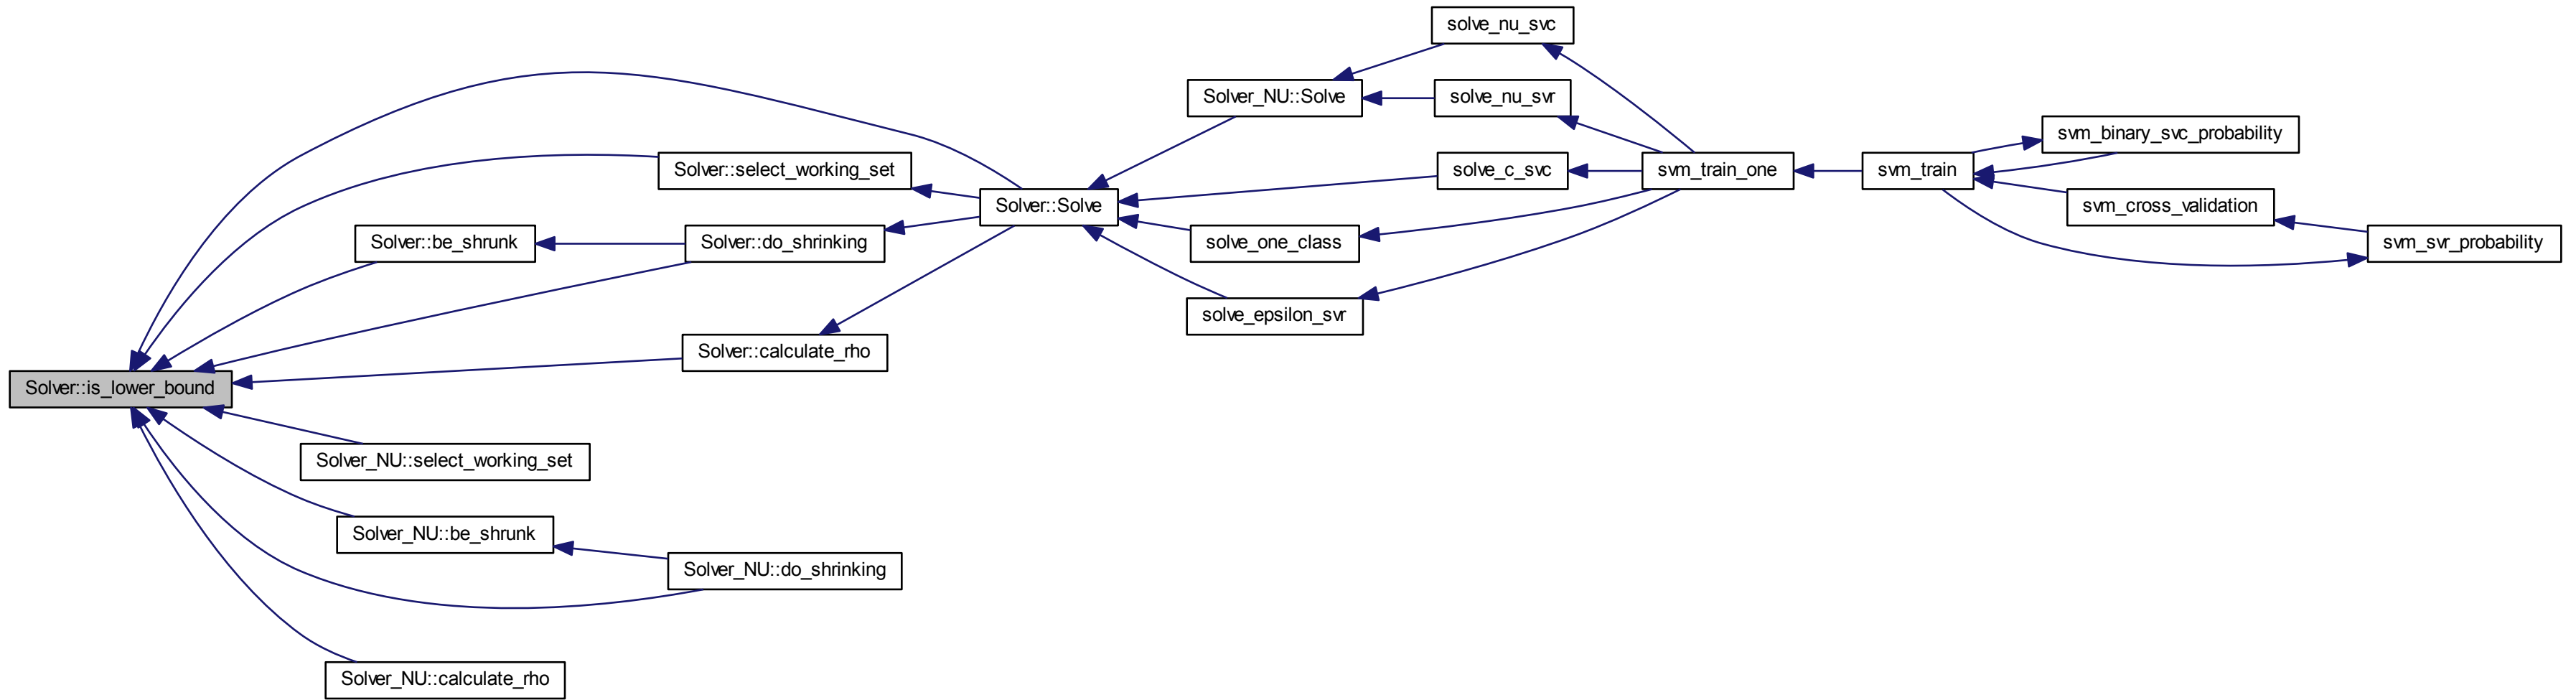 solve_nu_svc
Solver_NU::Solve
solve_nu_svr
svm_binary_svc_probability
Solver::select_working_set
solve_c_svc
svm_train_one
svm_train
Solver::Solve
svm_cross_validation
Solver::be_shrunk
Solver::do_shrinking
solve_one_class
svm_svr_probability
solve_epsilon_svr
Solver::calculate_rho
Solver::is_lower_bound
Solver_NU::select_working_set
Solver_NU::be_shrunk
Solver_NU::do_shrinking
Solver_NU::calculate_rho